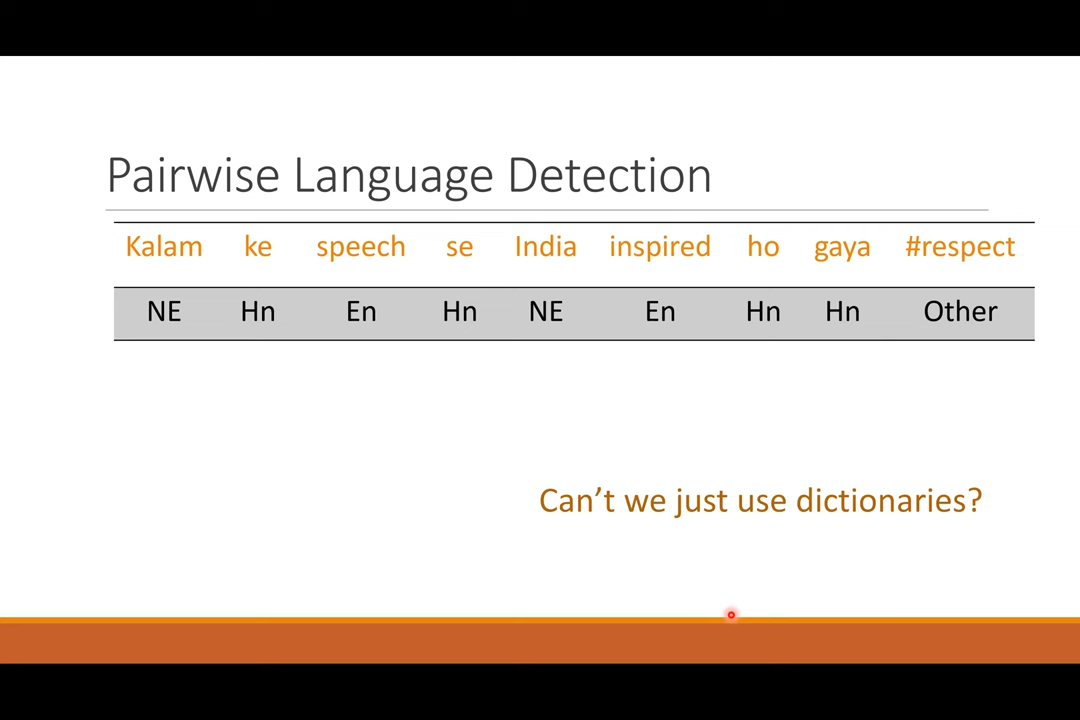 Pairwise Language Detection
Kalam ke speech se India inspired ho gaya #respect
NE Hn En Hn NE En Hn Hn Other
Can’t we just use dictionaries?